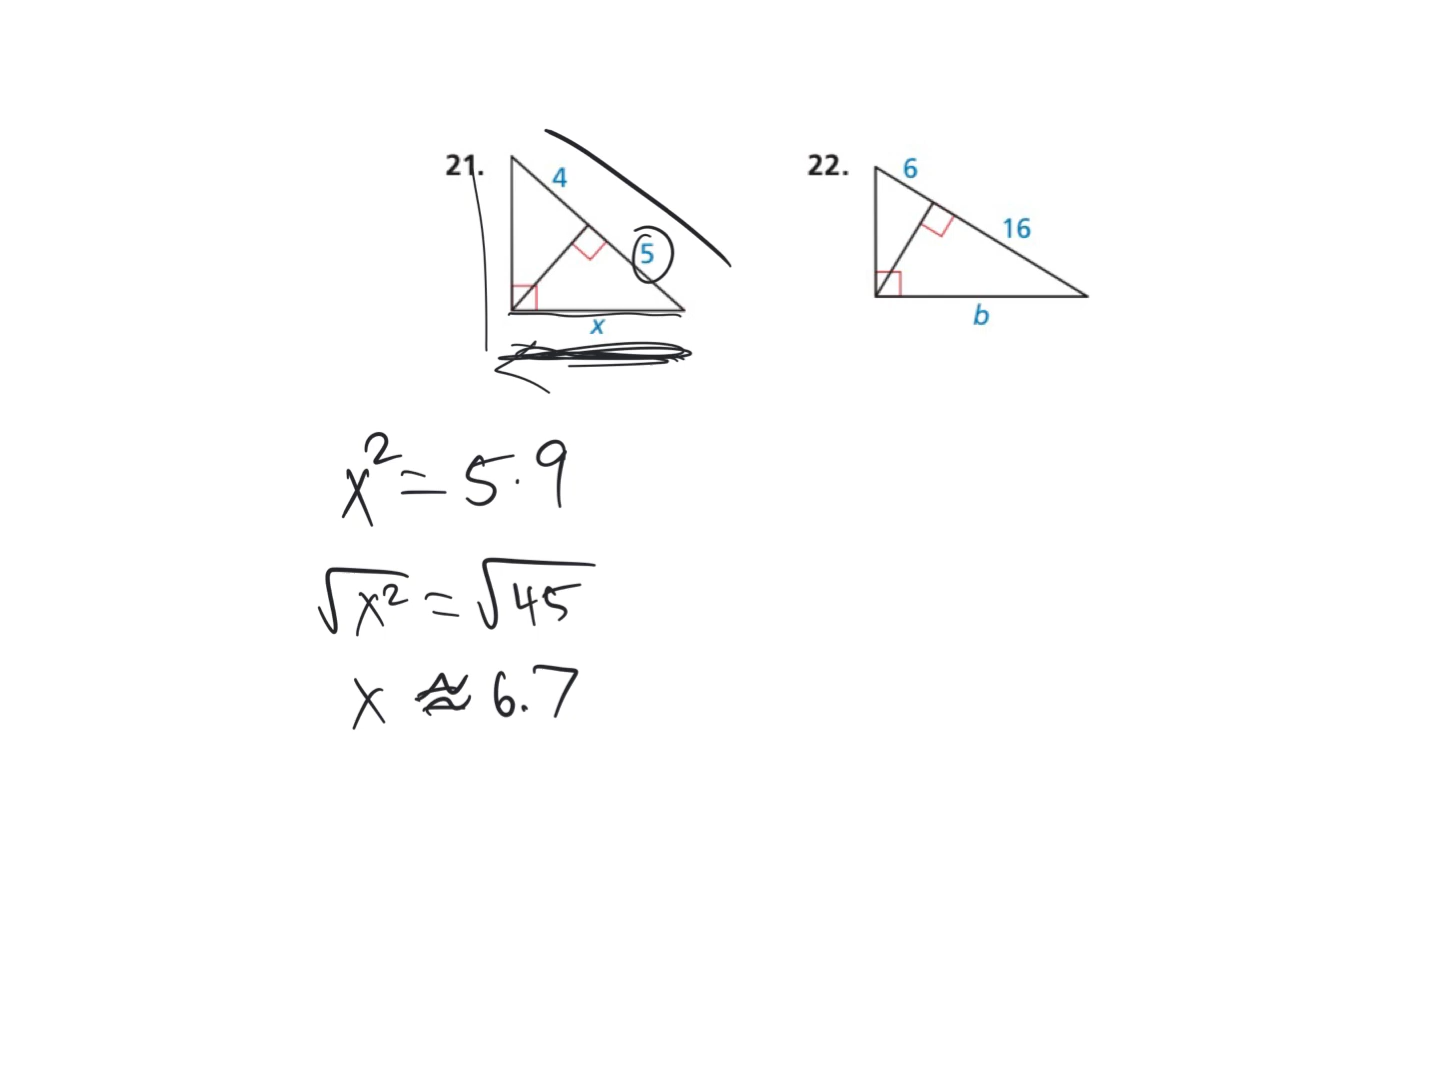 21.
4
5
x
22.
6
16
b
x² = 5·9
√x² = √45
x ≈ 6.7